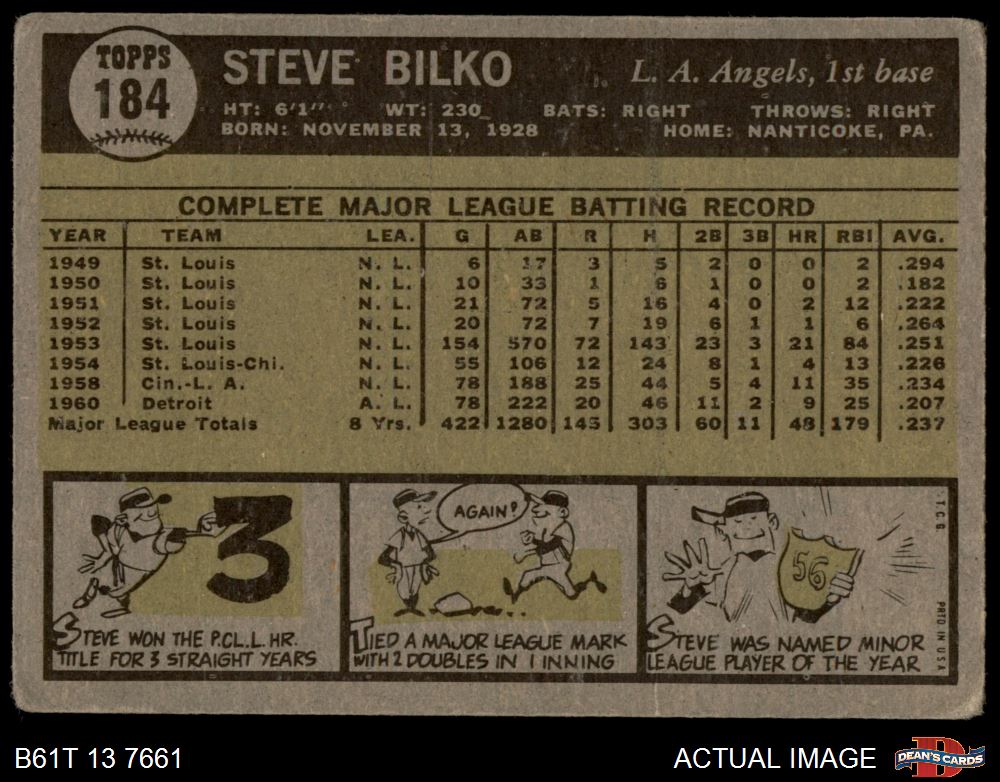 TOPPS
184
STEVE BILKO
L. A. Angels, 1st base
HT: 6'1" WT: 230 BATS: RIGHT THROWS: RIGHT
BORN: NOVEMBER 13, 1928 HOME: NANTICOKE, PA.
COMPLETE MAJOR LEAGUE BATTING RECORD
YEAR TEAM LEA. G AB R H 2B 3B HR RBI AVG.
1949 St. Louis N. L. 6 17 3 5 2 0 0 2 .294
1950 St. Louis N. L. 10 33 1 6 1 0 0 2 .182
1951 St. Louis N. L. 21 72 5 16 4 0 2 12 .222
1952 St. Louis N. L. 20 72 7 19 6 1 1 6 .264
1953 St. Louis N. L. 154 570 72 143 23 3 21 84 .251
1954 St. Louis-Chi. N. L. 55 106 12 24 8 1 4 13 .226
1958 Cin.-L. A. N. L. 78 188 25 44 5 4 11 35 .234
1960 Detroit A. L. 78 222 20 46 11 2 9 25 .207
Major League Totals 8 Yrs. 422 1280 145 303 60 11 48 179 .237
3
STEVE WON THE P.CL.L. HR.
TITLE FOR 3 STRAIGHT YEARS
AGAIN?
TIED A MAJOR LEAGUE MARK
WITH 2 DOUBLES IN 1 INNING
56
STEVE WAS NAMED MINOR
LEAGUE PLAYER OF THE YEAR
T.C.G.
PRTD IN USA
B61T 13 7661
ACTUAL IMAGE
D
DEAN'S CARDS